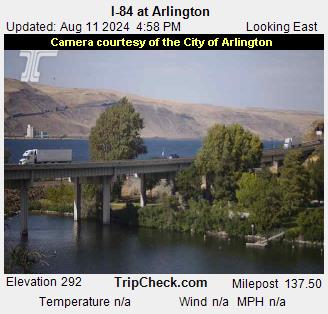 I-84 at Arlington
Updated: Aug 11 2024 4:58 PM Looking East
Camera courtesy of the City of Arlington
Elevation 292 TripCheck.com Milepost 137.50
Temperature n/a Wind n/a MPH n/a